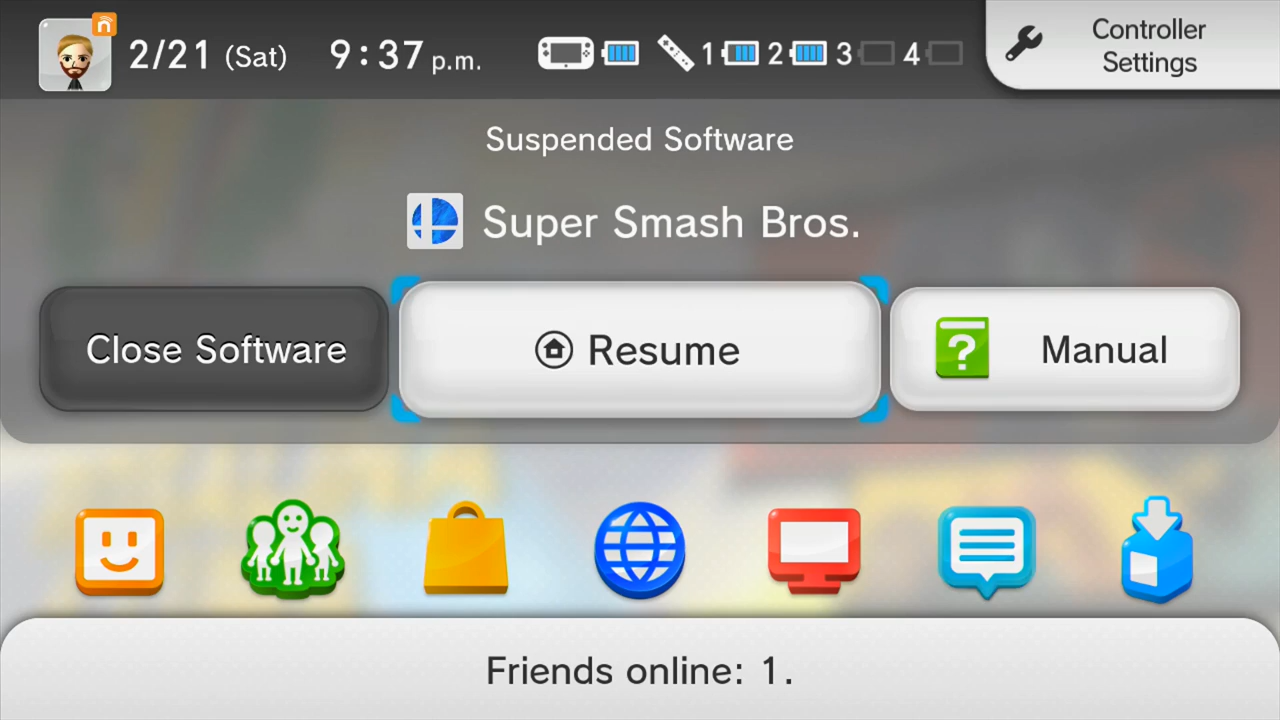 2/21 (Sat) 9:37 p.m. 1 2 3 4
Controller
Settings
Suspended Software
Super Smash Bros.
Close Software
Resume
? Manual
Friends online: 1.